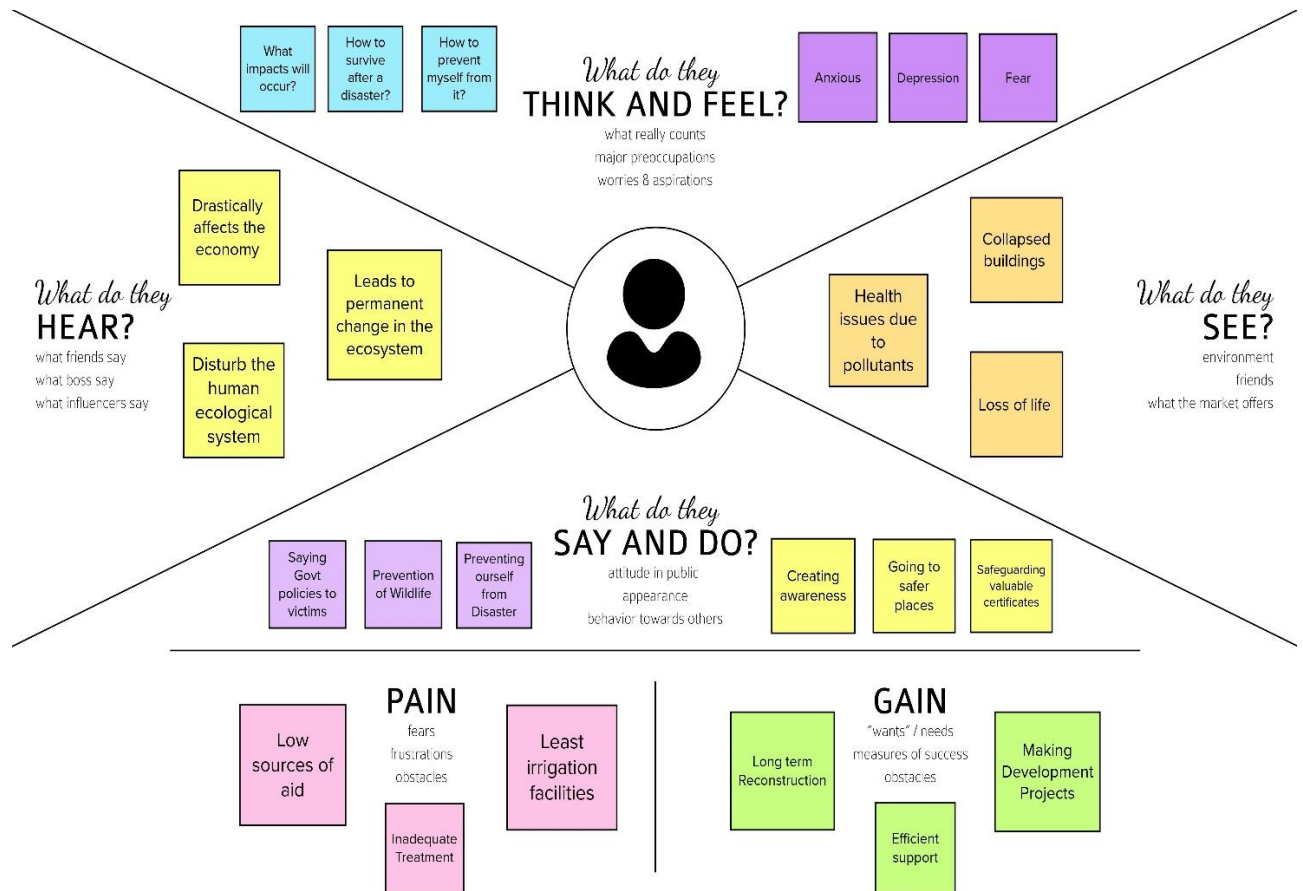 What
impacts will
occur?
How to
survive after
a
disaster?
How to
prevent
myself from
it?
What do they
THINK AND FEEL?
what really counts
major preoccupations
worries & aspirations
Anxious
Depression
Fear
What do they
HEAR?
what friends say
what boss say
what influencers say
Drastically
affects the
economy
Leads to
permanent
change in the
ecosystem
Disturb the
human
ecological
system
Health
issues due
to
pollutants
Collapsed
buildings
Loss of life
What do they
SEE?
environment
friends
what the market offers
What do they
SAY AND DO?
attitude in public
appearance
behavior towards others
Saying
Govt
policies to
victims
Prevention
of Wildlife
Preventing
ourself from
Disaster
Creating
awareness
Going to
safer
places
Safeguarding
valuable
certificates
PAIN
fears
frustrations
obstacles
Low
sources of
aid
Inadequate
Treatment
Least
irrigation
facilities
GAIN
"wants" / needs
measures of success
obstacles
Long term
Reconstruction
Efficient
support
Making
Development
Projects